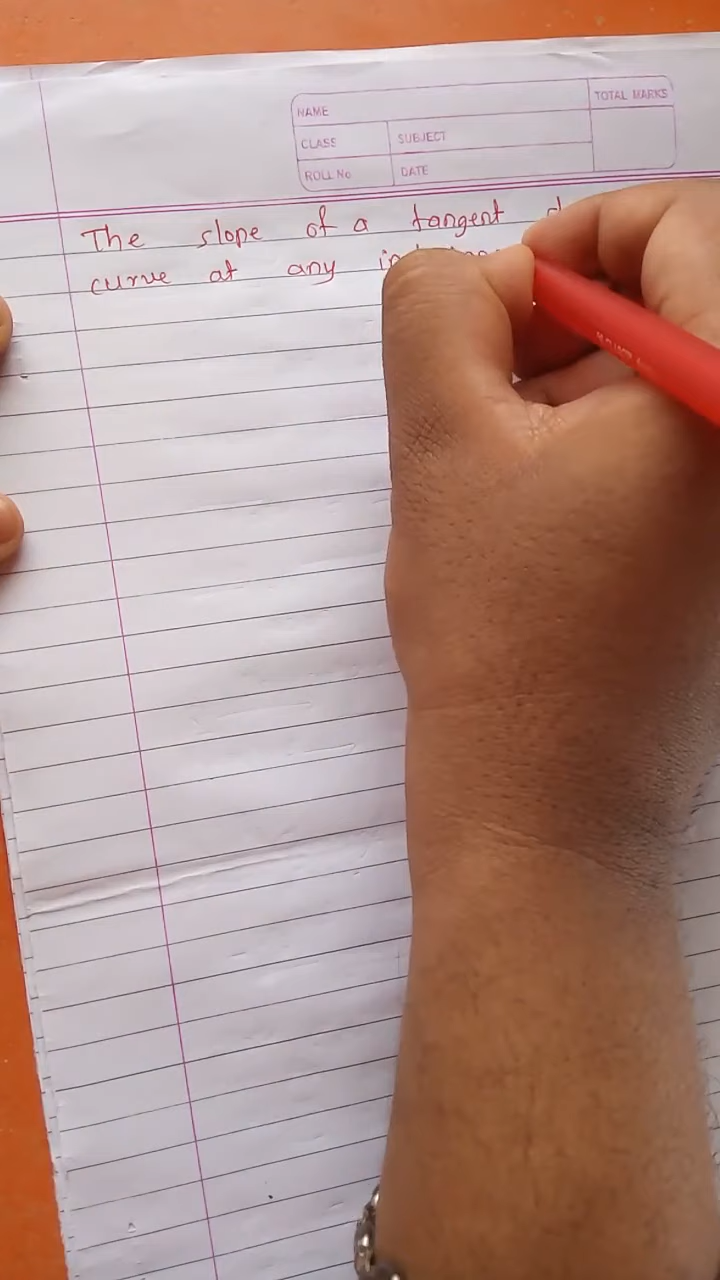 NAME
TOTAL MARKS
CLASS
SUBJECT
ROLL No
DATE
The slope of a tangent
curve at any